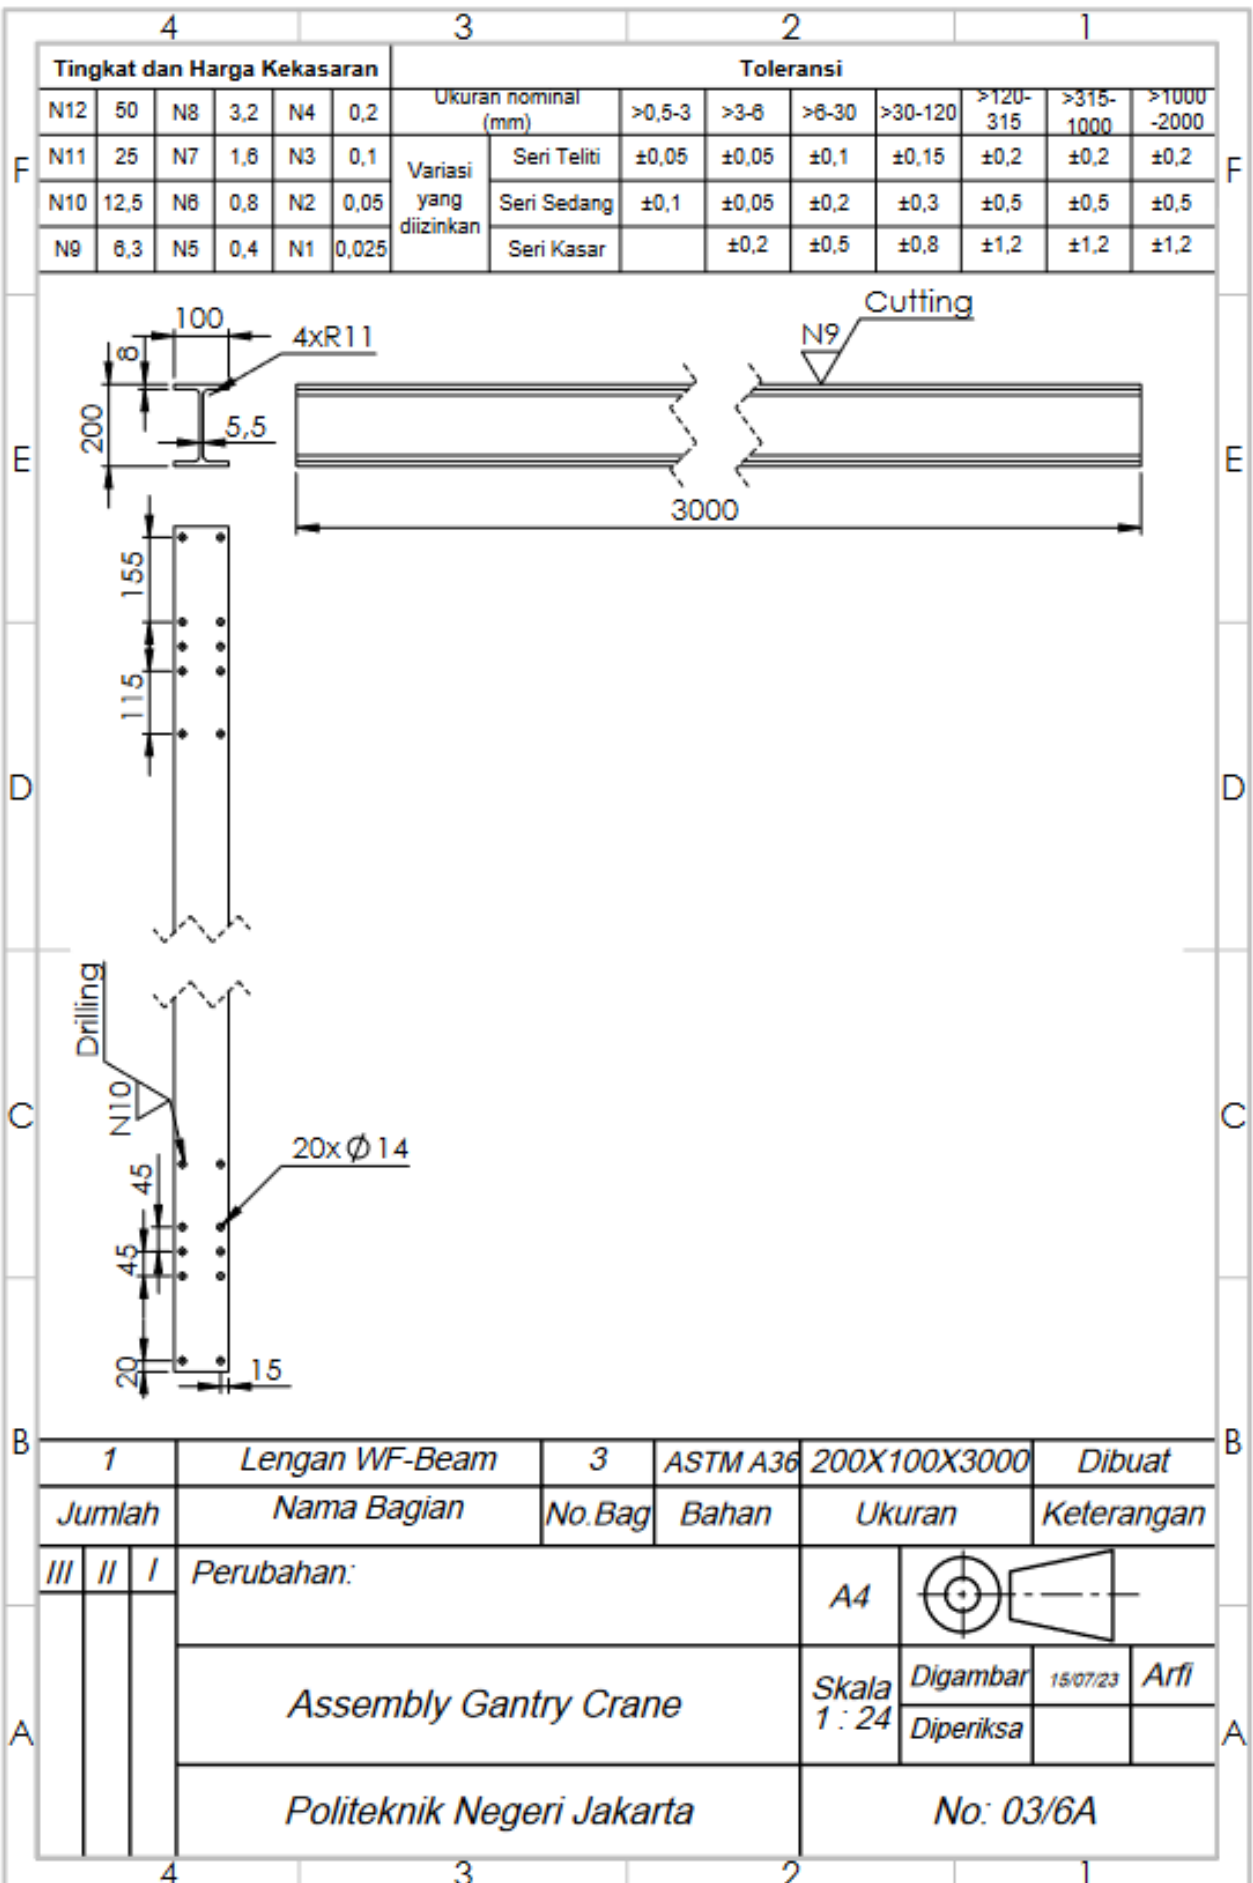 4 3 2 1
Tingkat dan Harga Kekasaran Toleransi
N12 50 N8 3,2 N4 0,2 Ukuran nominal (mm) >0,5-3 >3-6 >6-30 >30-120 >120-315 >315-1000 >1000-2000
N11 25 N7 1,6 N3 0,1 Variasi yang diizinkan Seri Teliti ±0,05 ±0,05 ±0,1 ±0,15 ±0,2 ±0,2 ±0,2
N10 12,5 N6 0,8 N2 0,05 Seri Sedang ±0,1 ±0,05 ±0,2 ±0,3 ±0,5 ±0,5 ±0,5
N9 6,3 N5 0,4 N1 0,025 Seri Kasar ±0,2 ±0,5 ±0,8 ±1,2 ±1,2 ±1,2
F F
100
8
4xR11
200
5,5
N9
Cutting
3000
E E
155
115
D D
Drilling
N10
C C
45
20x Ø 14
45
20
15
B B
1 Lengan WF-Beam 3 ASTM A36 200X100X3000 Dibuat
Jumlah Nama Bagian No.Bag Bahan Ukuran Keterangan
III II I Perubahan:
A4
Assembly Gantry Crane
Skala
1 : 24
Digambar 15/07/23 Arfi
Diperiksa
A A
Politeknik Negeri Jakarta No: 03/6A
4 3 2 1